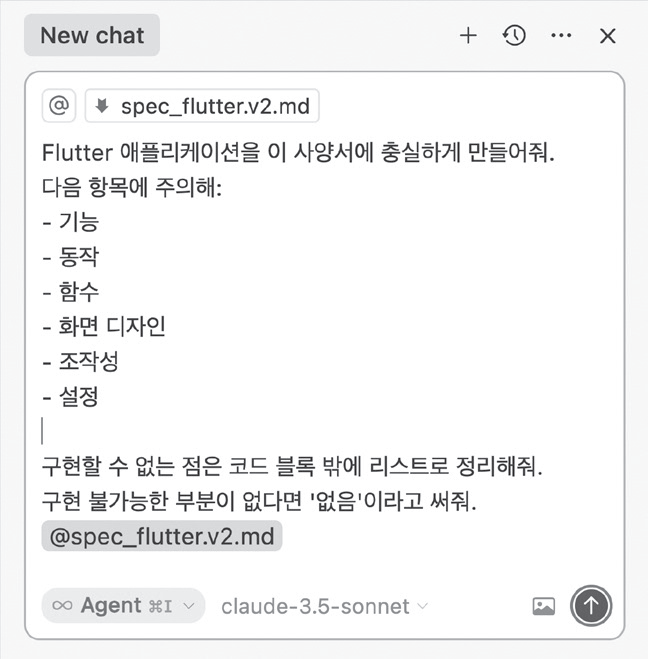 New chat
@ spec_flutter.v2.md
Flutter 애플리케이션을 이 사양서에 충실하게 만들어줘.
다음 항목에 주의해:
- 기능
- 동작
- 함수
- 화면 디자인
- 조작성
- 설정
구현할 수 없는 점은 코드 블록 밖에 리스트로 정리해줘.
구현 불가능한 부분이 없다면 '없음'이라고 써줘.
@spec_flutter.v2.md
∞ Agent ⌘I claude-3.5-sonnet